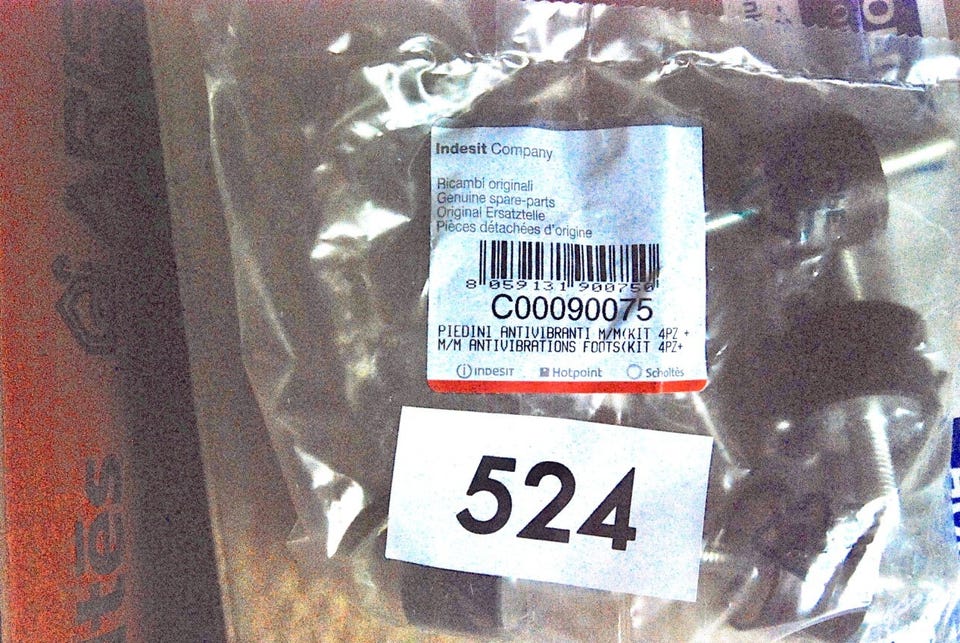 Indesit Company
Ricambi originali
Genuine spare-parts
Original Ersatzteile
Pièces détachées d'origine
8 059131 900750
C00090075
PIEDINI ANTIVIBRANTI M/M(KIT 4PZ +
M/M ANTIVIBRATIONS FOOTS(KIT 4PZ+
INDESIT Hotpoint Scholtès
524